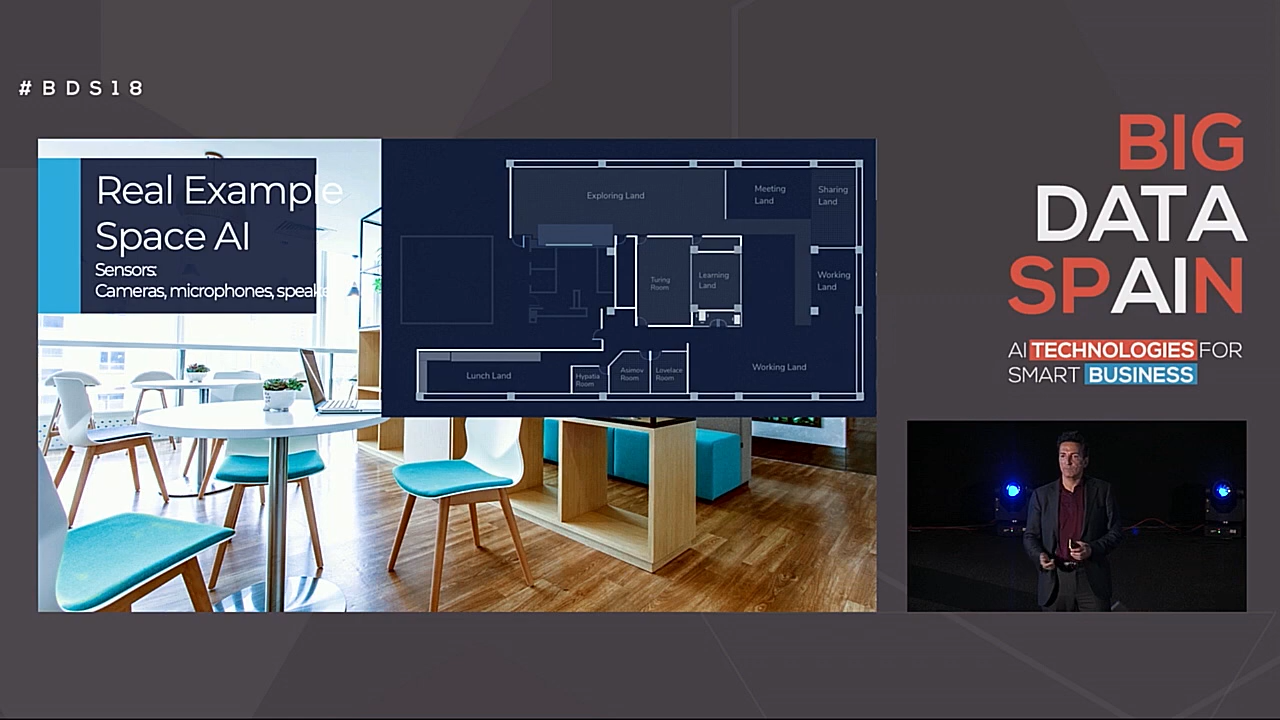 #BDS18
Real Example
Space AI
Sensors:
Cameras, microphones, speak
Exploring Land
Meeting
Land
Sharing
Land
Turing
Room
Learning
Land
Working
Land
Lunch Land
Hypatia
Room
Asimov
Room
Lovelace
Room
Working Land
BIG
DATA
SPAIN
AI TECHNOLOGIES FOR
SMART BUSINESS